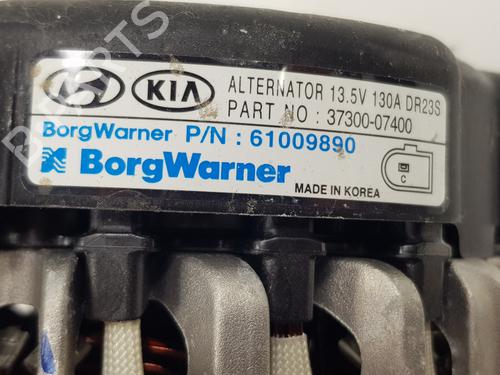 KIA ALTERNATOR 13.5V 130A DR23S
PART NO : 37300-07400
BorgWarner P/N : 61009890
BorgWarner
MADE IN KOREA
C